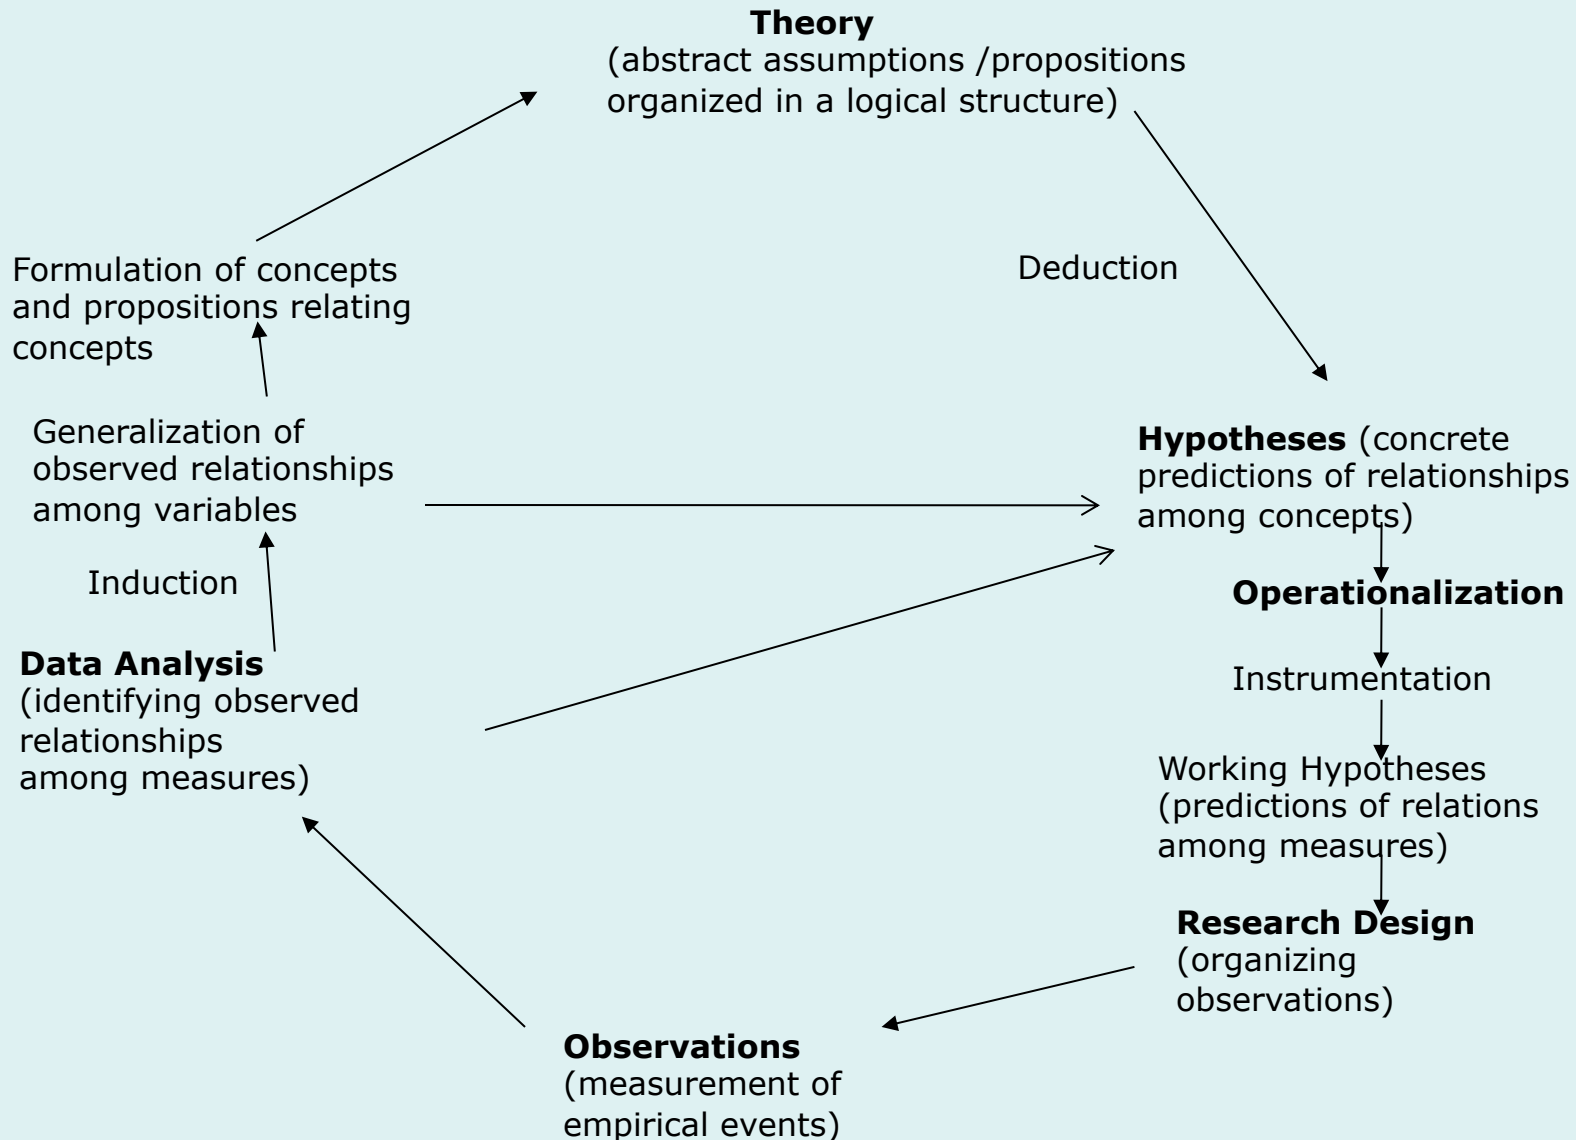 Theory
(abstract assumptions /propositions
organized in a logical structure)
Formulation of concepts
and propositions relating
concepts
Deduction
Generalization of
observed relationships
among variables
Hypotheses (concrete
predictions of relationships
among concepts)
Induction
Operationalization
Data Analysis
(identifying observed
relationships
among measures)
Instrumentation
Working Hypotheses
(predictions of relations
among measures)
Research Design
(organizing
observations)
Observations
(measurement of
empirical events)